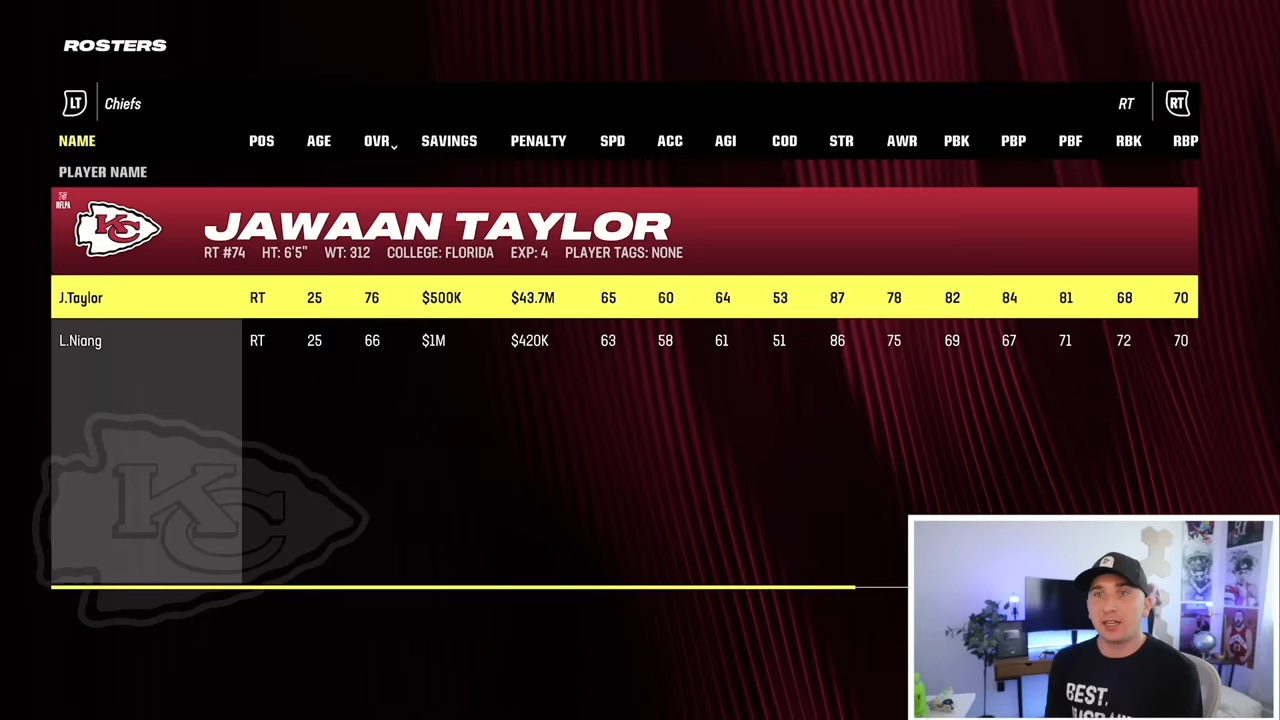 ROSTERS
LT Chiefs RT RT
NAME POS AGE OVR SAVINGS PENALTY SPD ACC AGI COD STR AWR PBK PBP PBF RBK RBP
PLAYER NAME
NFLPA
KC
JAWAAN TAYLOR
RT #74 HT: 6'5" WT: 312 COLLEGE: FLORIDA EXP: 4 PLAYER TAGS: NONE
J.Taylor RT 25 76 $500K $43.7M 65 60 64 53 87 78 82 84 81 68 70
L.Niang RT 25 66 $1M $420K 63 58 61 51 86 75 69 67 71 72 70
KC
BEST.